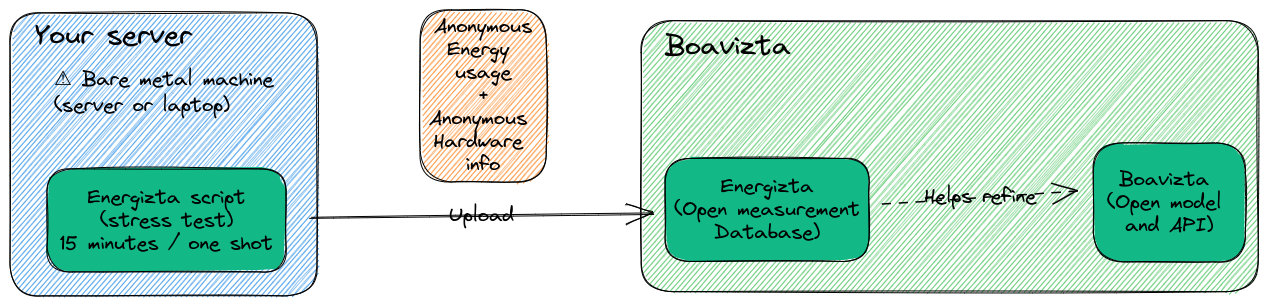 Your server
⚠ Bare metal machine
(server or laptop)
Energizta script
(stress test)
15 minutes / one shot
Anonymous
Energy
usage
+
Anonymous
Hardware
info
Upload
Boavizta
Energizta
(Open measurement
Database)
Helps refine
Boavizta
(Open model
and API)